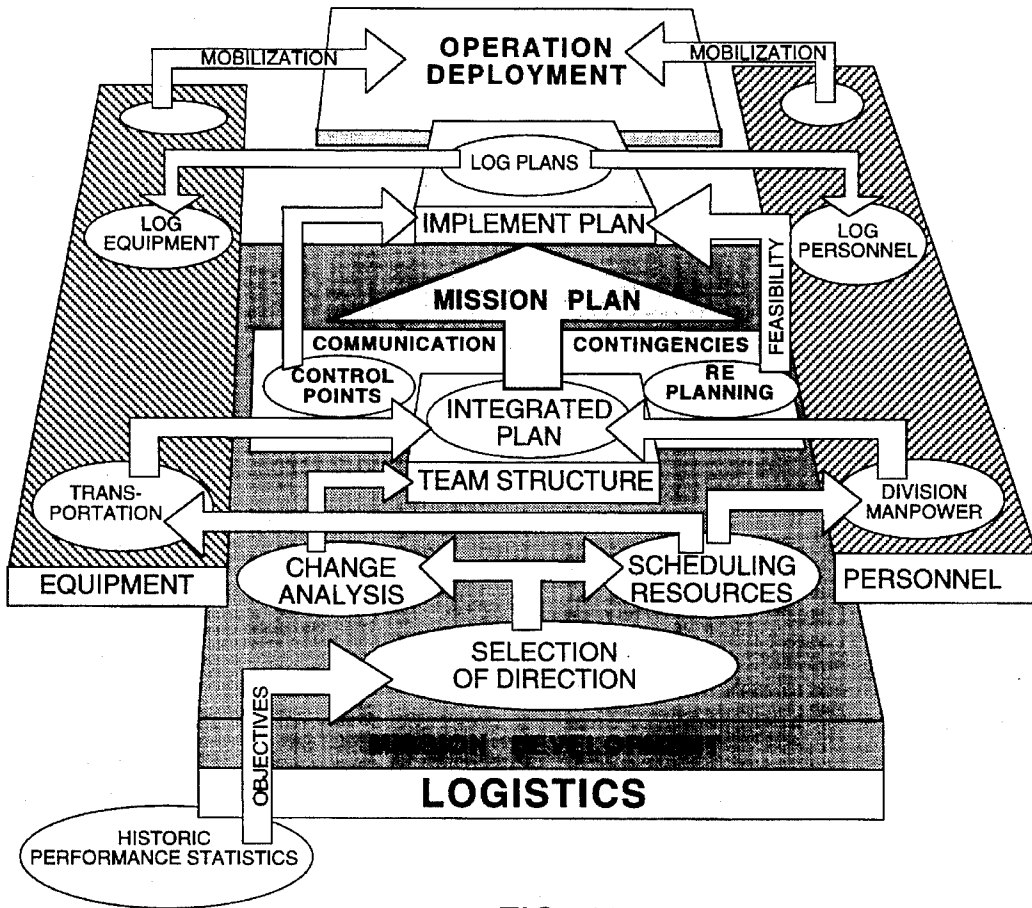 OPERATION
DEPLOYMENT
MOBILIZATION
MOBILIZATION
LOG PLANS
LOG
EQUIPMENT
IMPLEMENT PLAN
LOG
PERSONNEL
FEASIBILITY
MISSION PLAN
COMMUNICATION
CONTINGENCIES
CONTROL
POINTS
RE
PLANNING
INTEGRATED
PLAN
TRANS-
PORTATION
TEAM STRUCTURE
DIVISION
MANPOWER
EQUIPMENT
CHANGE
ANALYSIS
SCHEDULING
RESOURCES
PERSONNEL
SELECTION
OF DIRECTION
OBJECTIVES
MISSION DEVELOPMENT
LOGISTICS
HISTORIC
PERFORMANCE STATISTICS